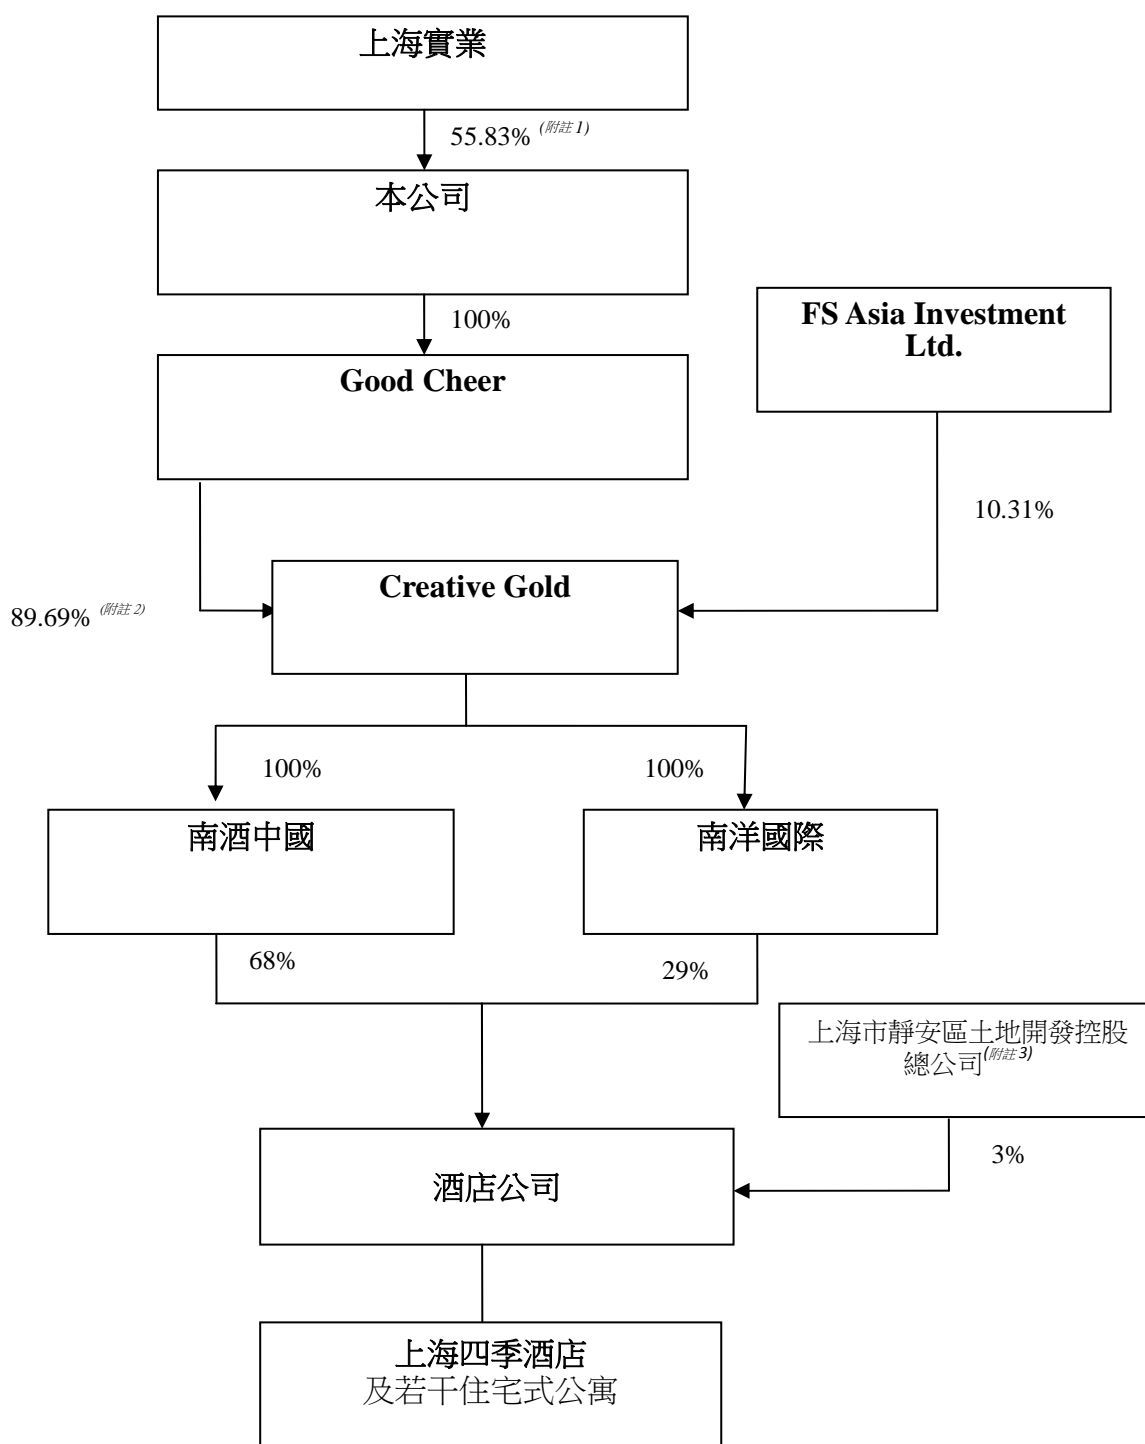 上海實業
55.83% (附註 1)
本公司
100%
FS Asia Investment
Ltd.
Good Cheer
10.31%
Creative Gold
89.69% (附註 2)
100%
100%
南酒中國
南洋國際
68%
29%
上海市靜安區土地開發控股
總公司(附註 3)
3%
酒店公司
上海四季酒店
及若干住宅式公寓